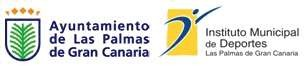 Ayuntamiento
de Las Palmas
de Gran Canaria
Instituto Municipal
de Deportes
Las Palmas de Gran Canaria